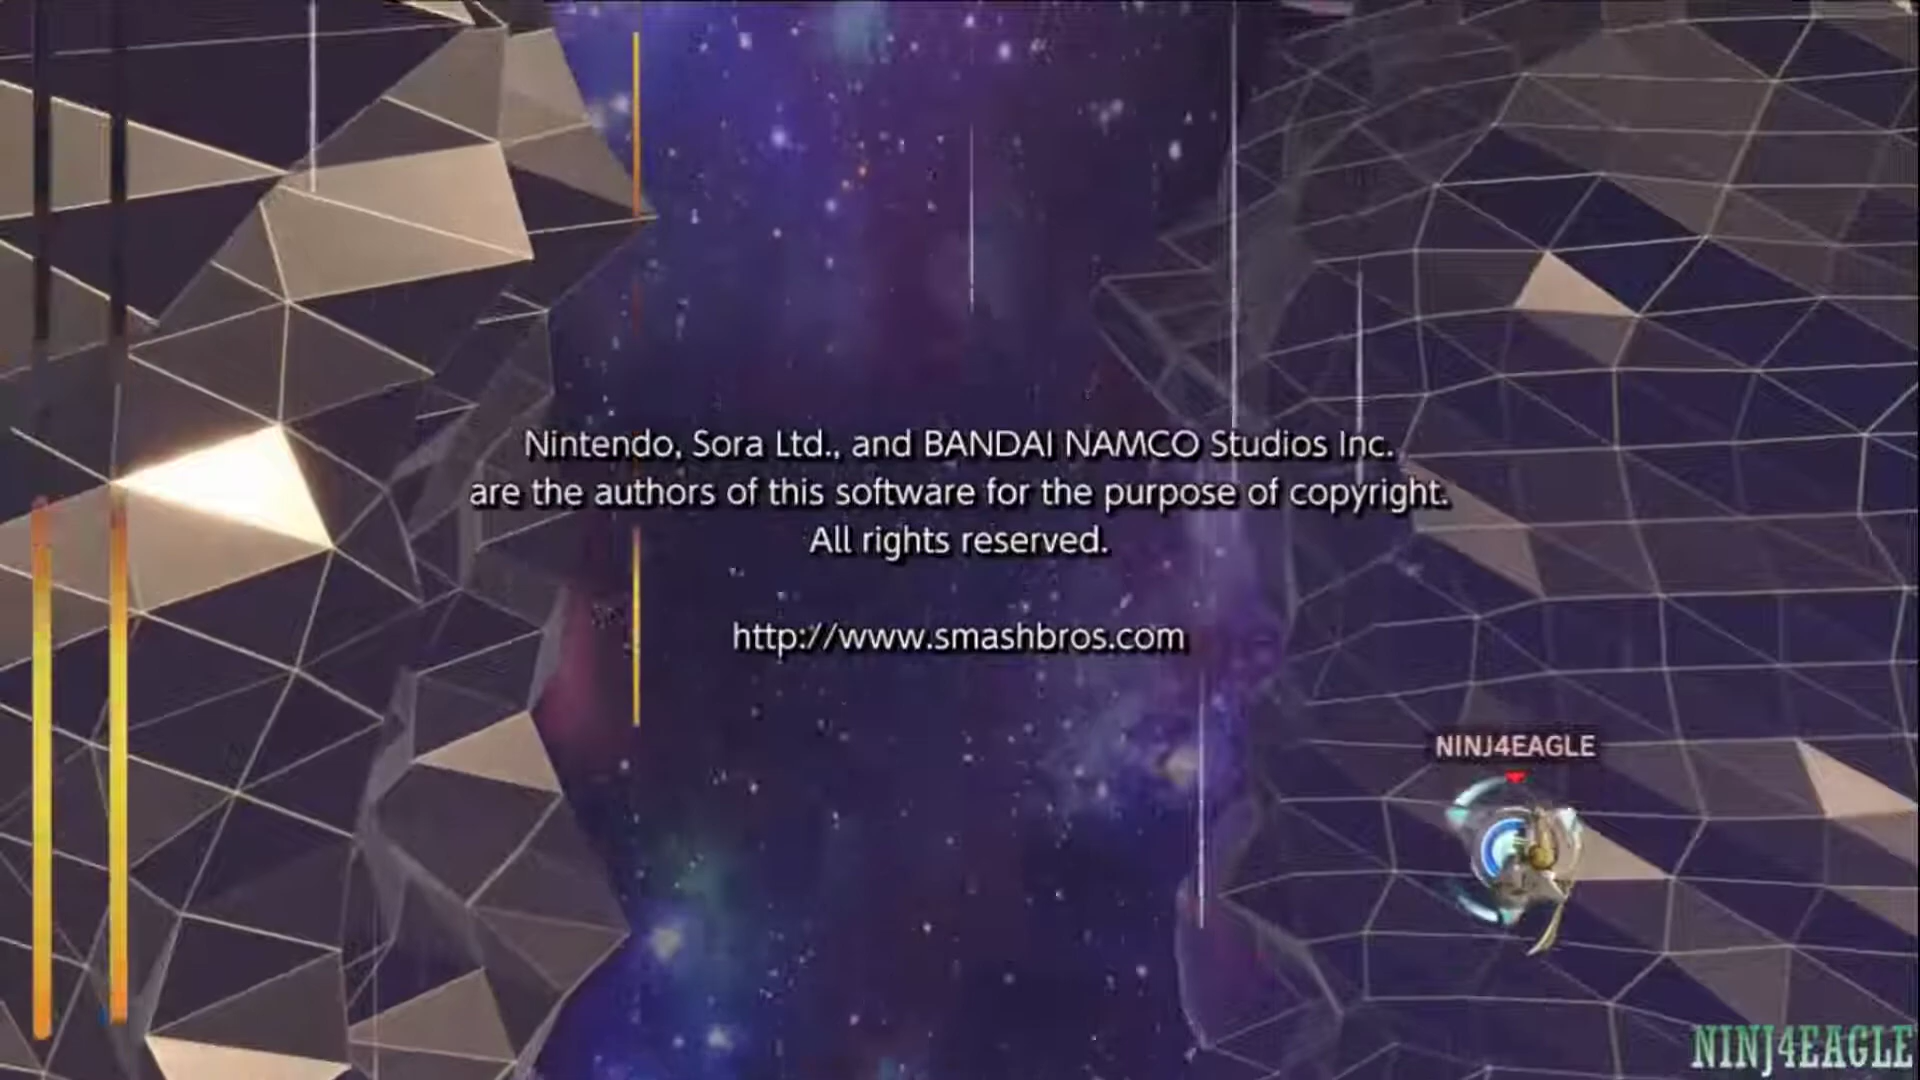 Nintendo, Sora Ltd., and BANDAI NAMCO Studios Inc.
are the authors of this software for the purpose of copyright.
All rights reserved.
http://www.smashbros.com
NINJ4EAGLE
NINJ4EAGLE